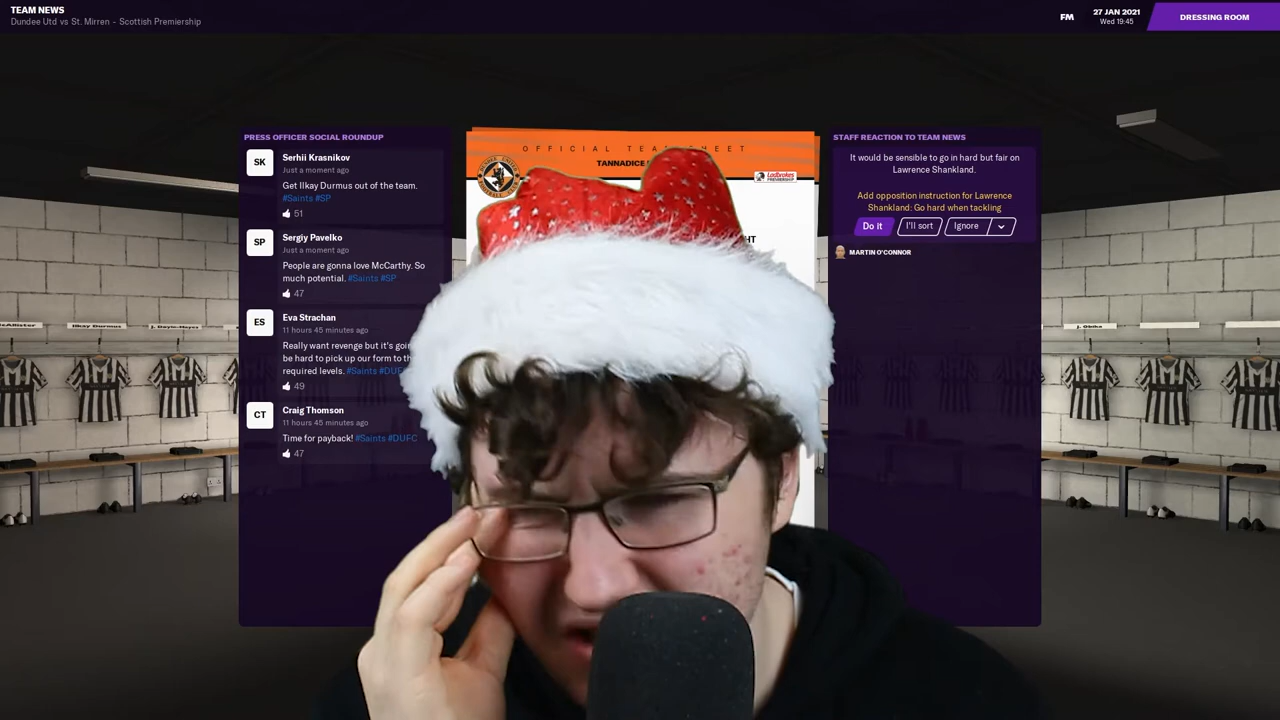 TEAM NEWS
Dundee Utd vs St. Mirren - Scottish Premiership
FM
27 JAN 2021
Wed 19:45
DRESSING ROOM
PRESS OFFICER SOCIAL ROUNDUP
SK
Serhii Krasnikov
Just a moment ago
Get Ilkay Durmus out of the team.
#Saints #SP
51
SP
Sergiy Pavelko
Just a moment ago
People are gonna love McCarthy. So
much potential. #Saints #SP
47
ES
Eva Strachan
11 hours 45 minutes ago
Really want revenge but it's
be hard to pick up our form to
required levels. #Saints
49
CT
Craig Thomson
11 hours 45 minutes ago
Time for payback! #Saints #DUFC
47
OFFICIAL
TANNADICE
Ladbrokes
PREMIERSHIP
HT
STAFF REACTION TO TEAM NEWS
It would be sensible to go in hard but fair on
Lawrence Shankland.
Add opposition instruction for Lawrence
Shankland: Go hard when tackling
Do it
I'll sort
Ignore
MARTIN O'CONNOR
Ilkay Durmus
J. Doyle-Hayes
J. Obika